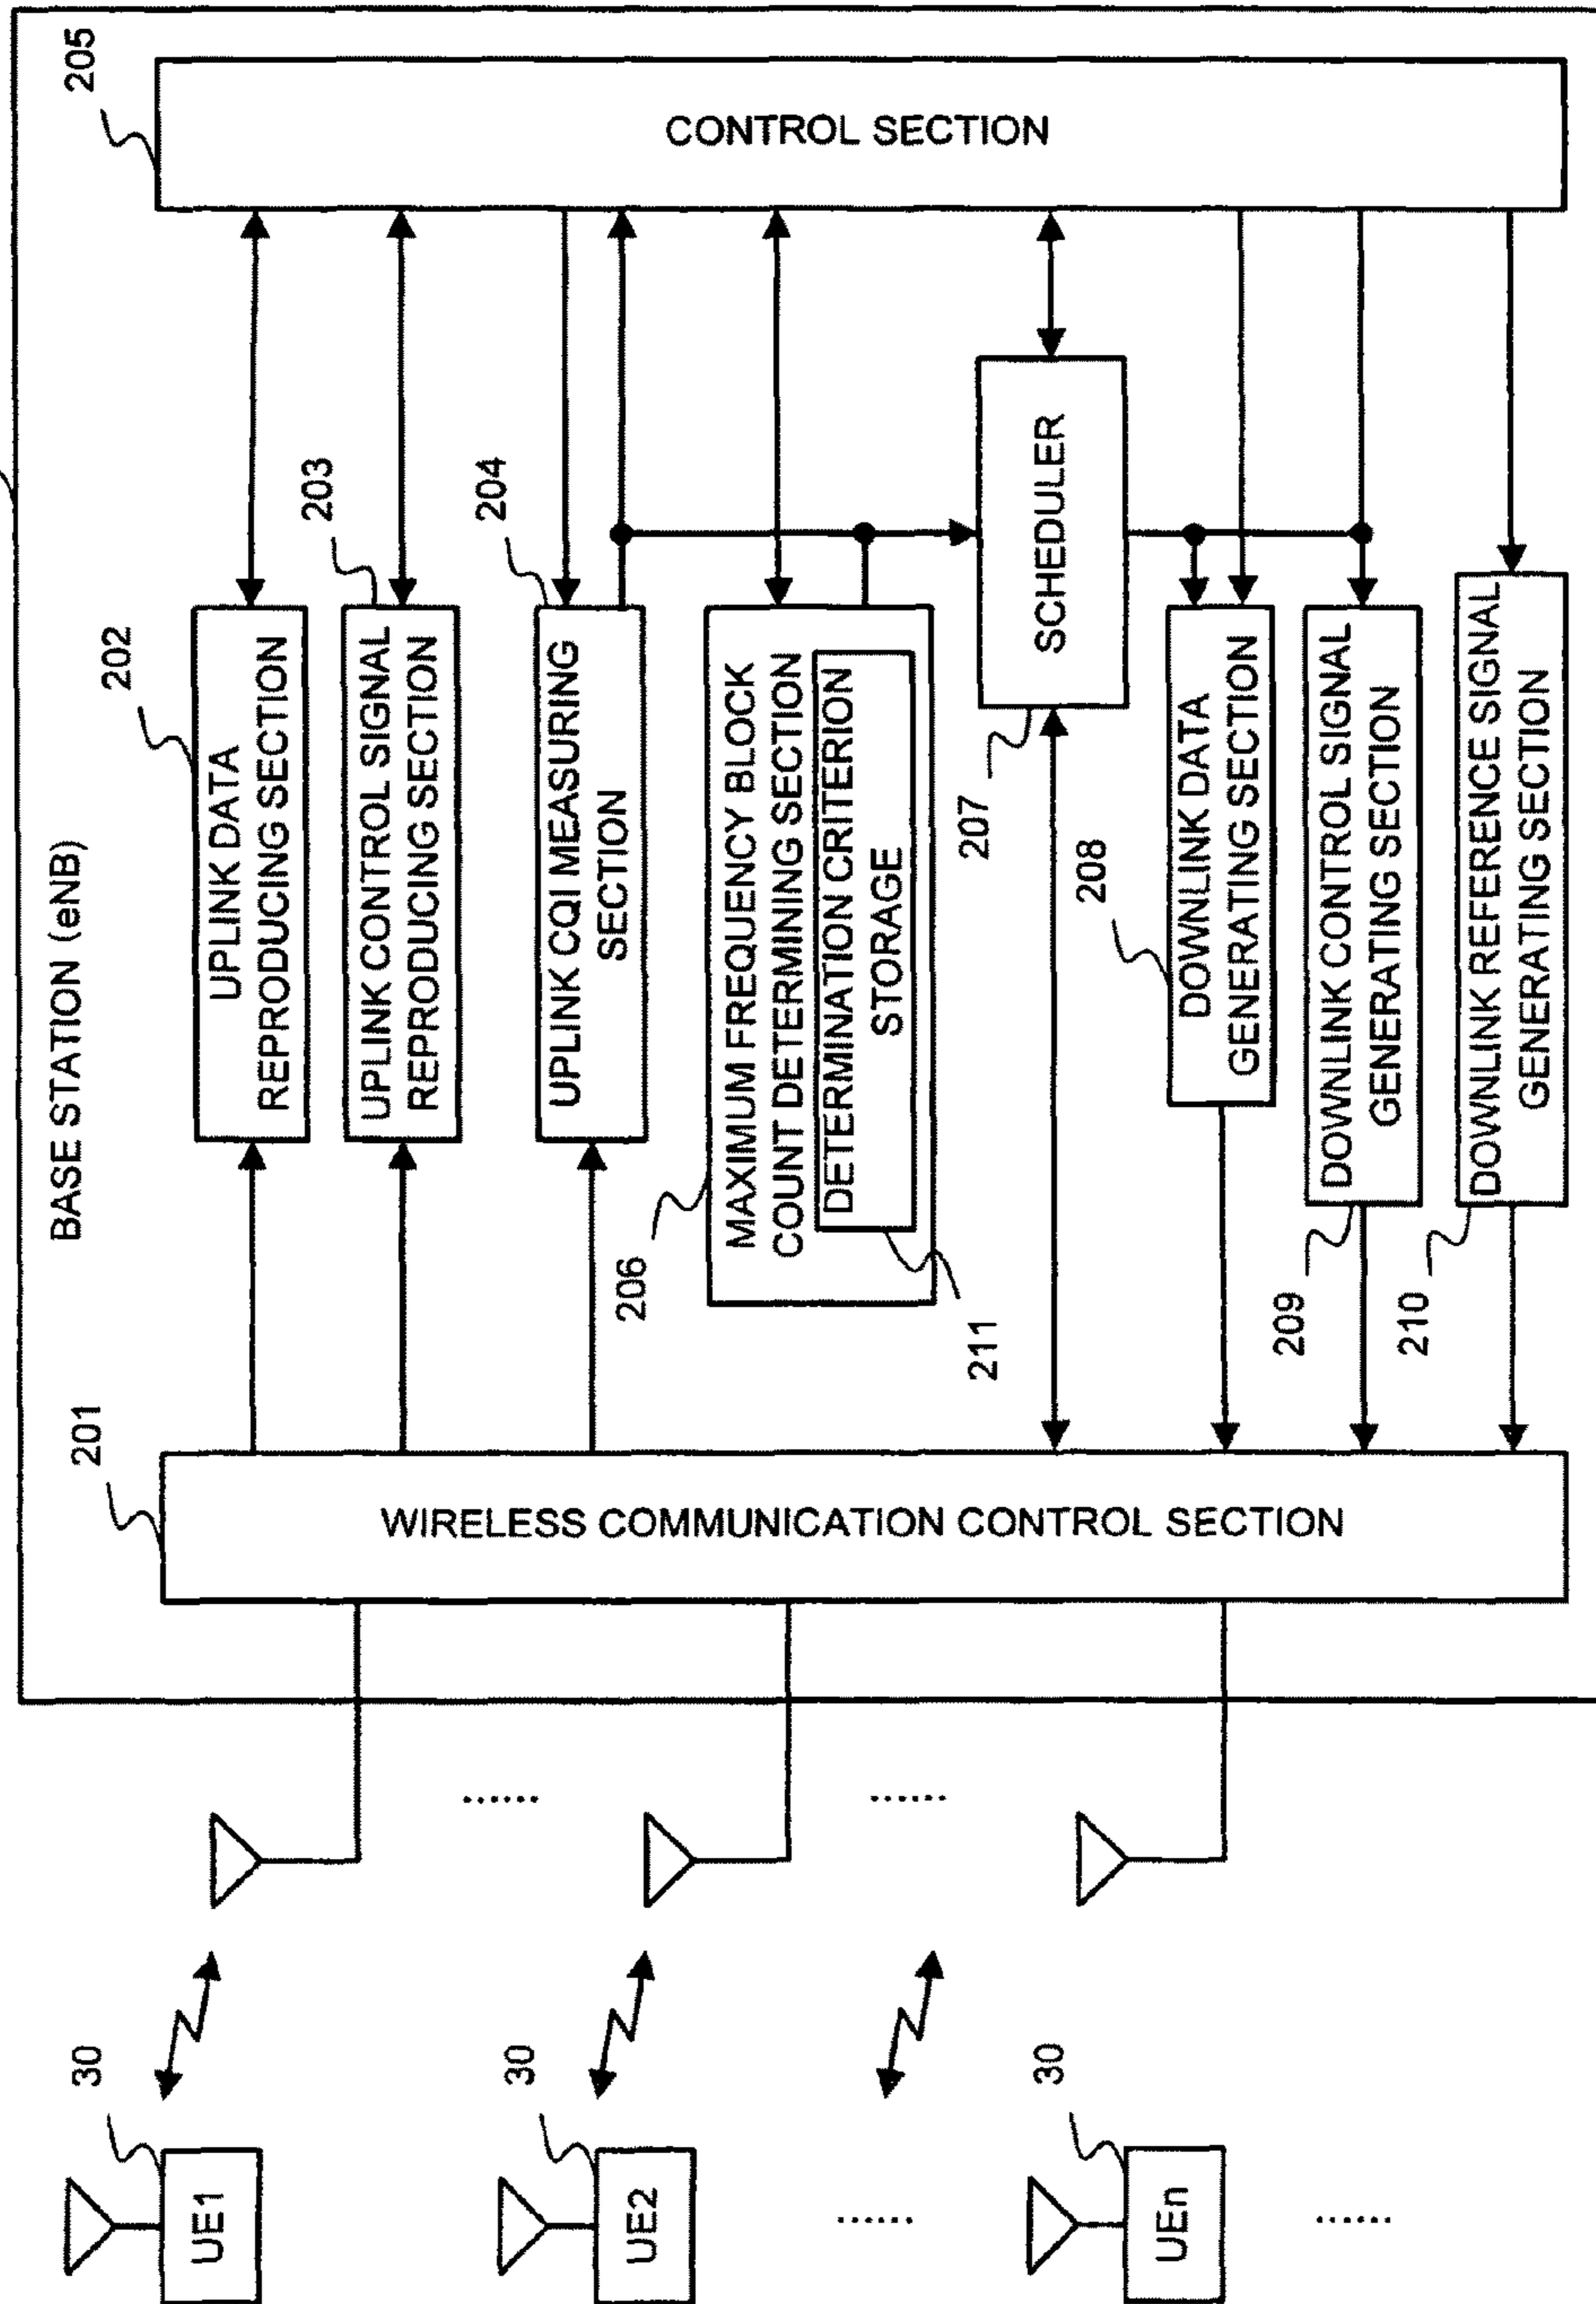 BASE STATION (eNB)
205
CONTROL SECTION
202
UPLINK DATA
REPRODUCING SECTION
203
UPLINK CONTROL SIGNAL
REPRODUCING SECTION
204
UPLINK CQI MEASURING
SECTION
206
MAXIMUM FREQUENCY BLOCK
COUNT DETERMINING SECTION
DETERMINATION CRITERION
STORAGE
211
207
SCHEDULER
208
DOWNLINK DATA
GENERATING SECTION
209
DOWNLINK CONTROL SIGNAL
GENERATING SECTION
210
DOWNLINK REFERENCE SIGNAL
GENERATING SECTION
201
WIRELESS COMMUNICATION CONTROL SECTION
......
......
30
UE1
30
UE2
......
30
UEn
......